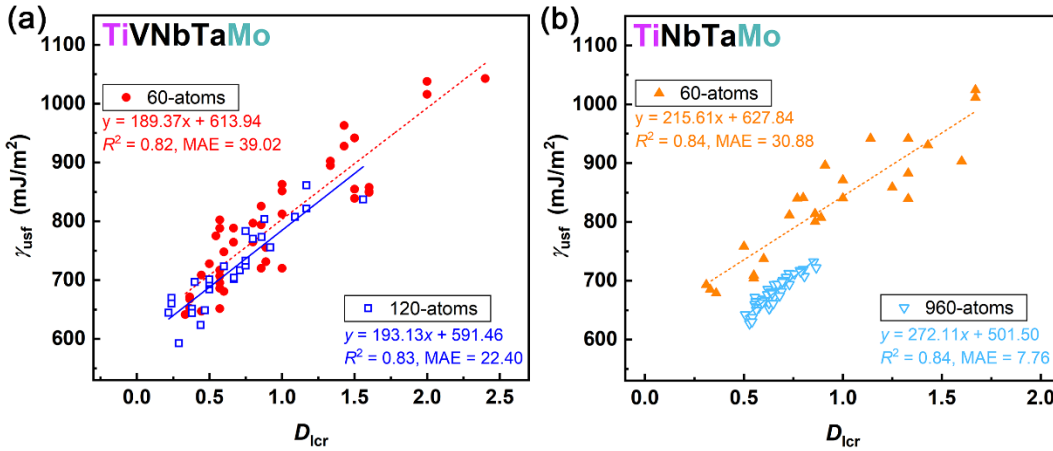 (a)
TiVNbTaMo
60-atoms
y = 189.37x + 613.94
R² = 0.82, MAE = 39.02
120-atoms
y = 193.13x + 591.46
R² = 0.83, MAE = 22.40
1100
1000
900
800
700
600
γusf (mJ/m²)
0.0 0.5 1.0 1.5 2.0 2.5
Dlcr
(b)
TiNbTaMo
60-atoms
y = 215.61x + 627.84
R² = 0.84, MAE = 30.88
960-atoms
y = 272.11x + 501.50
R² = 0.84, MAE = 7.76
1100
1000
900
800
700
600
γusf (mJ/m²)
0.0 0.5 1.0 1.5 2.0
Dlcr